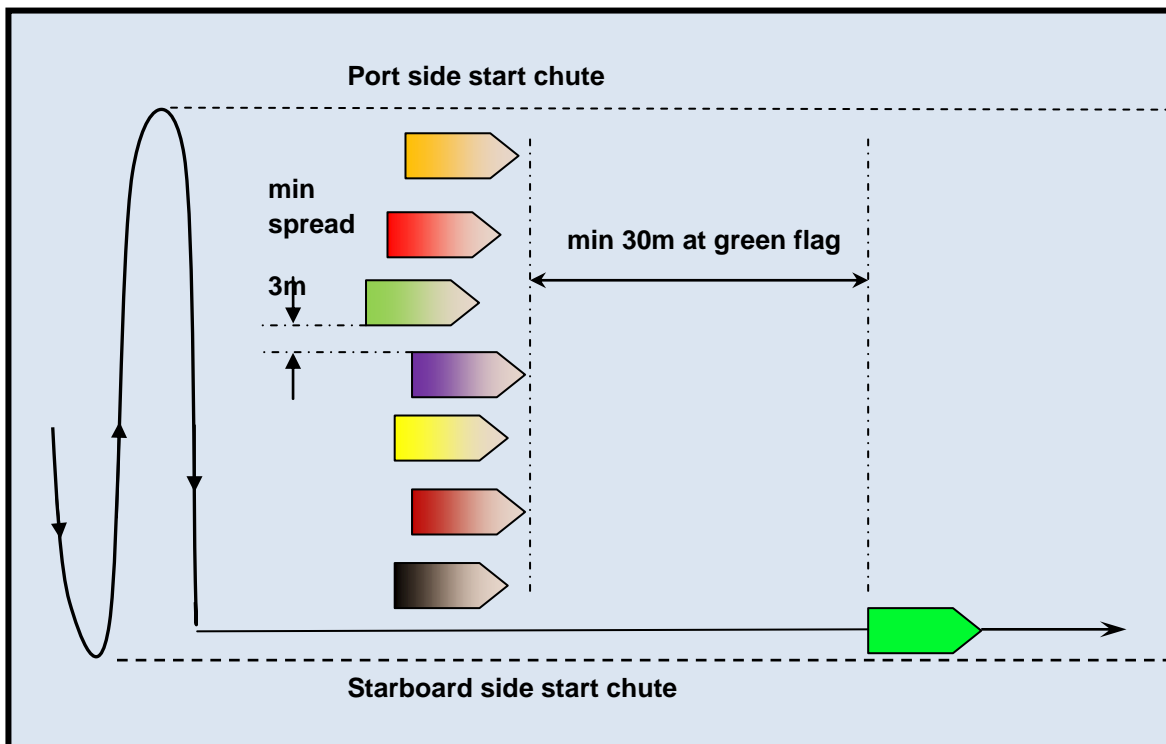 Port side start chute
min
spread
3m
min 30m at green flag
Starboard side start chute